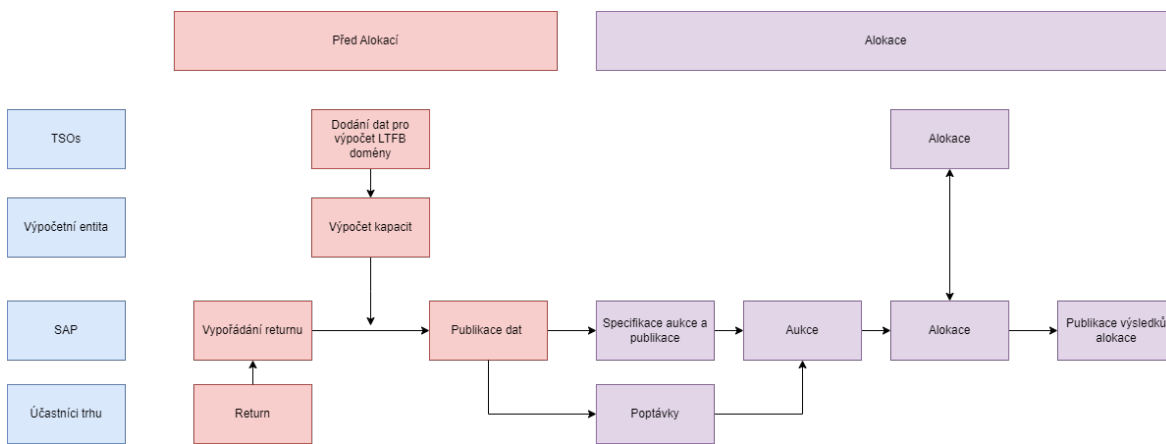 Před Alokací
Alokace
TSOs
Dodání dat pro
výpočet LTFB
domény
Alokace
Výpočetní entita
Výpočet kapacit
SAP
Vypořádání returnu
Publikace dat
Specifikace aukce a
publikace
Aukce
Alokace
Publikace výsledků
alokace
Účastníci trhu
Return
Poptávky